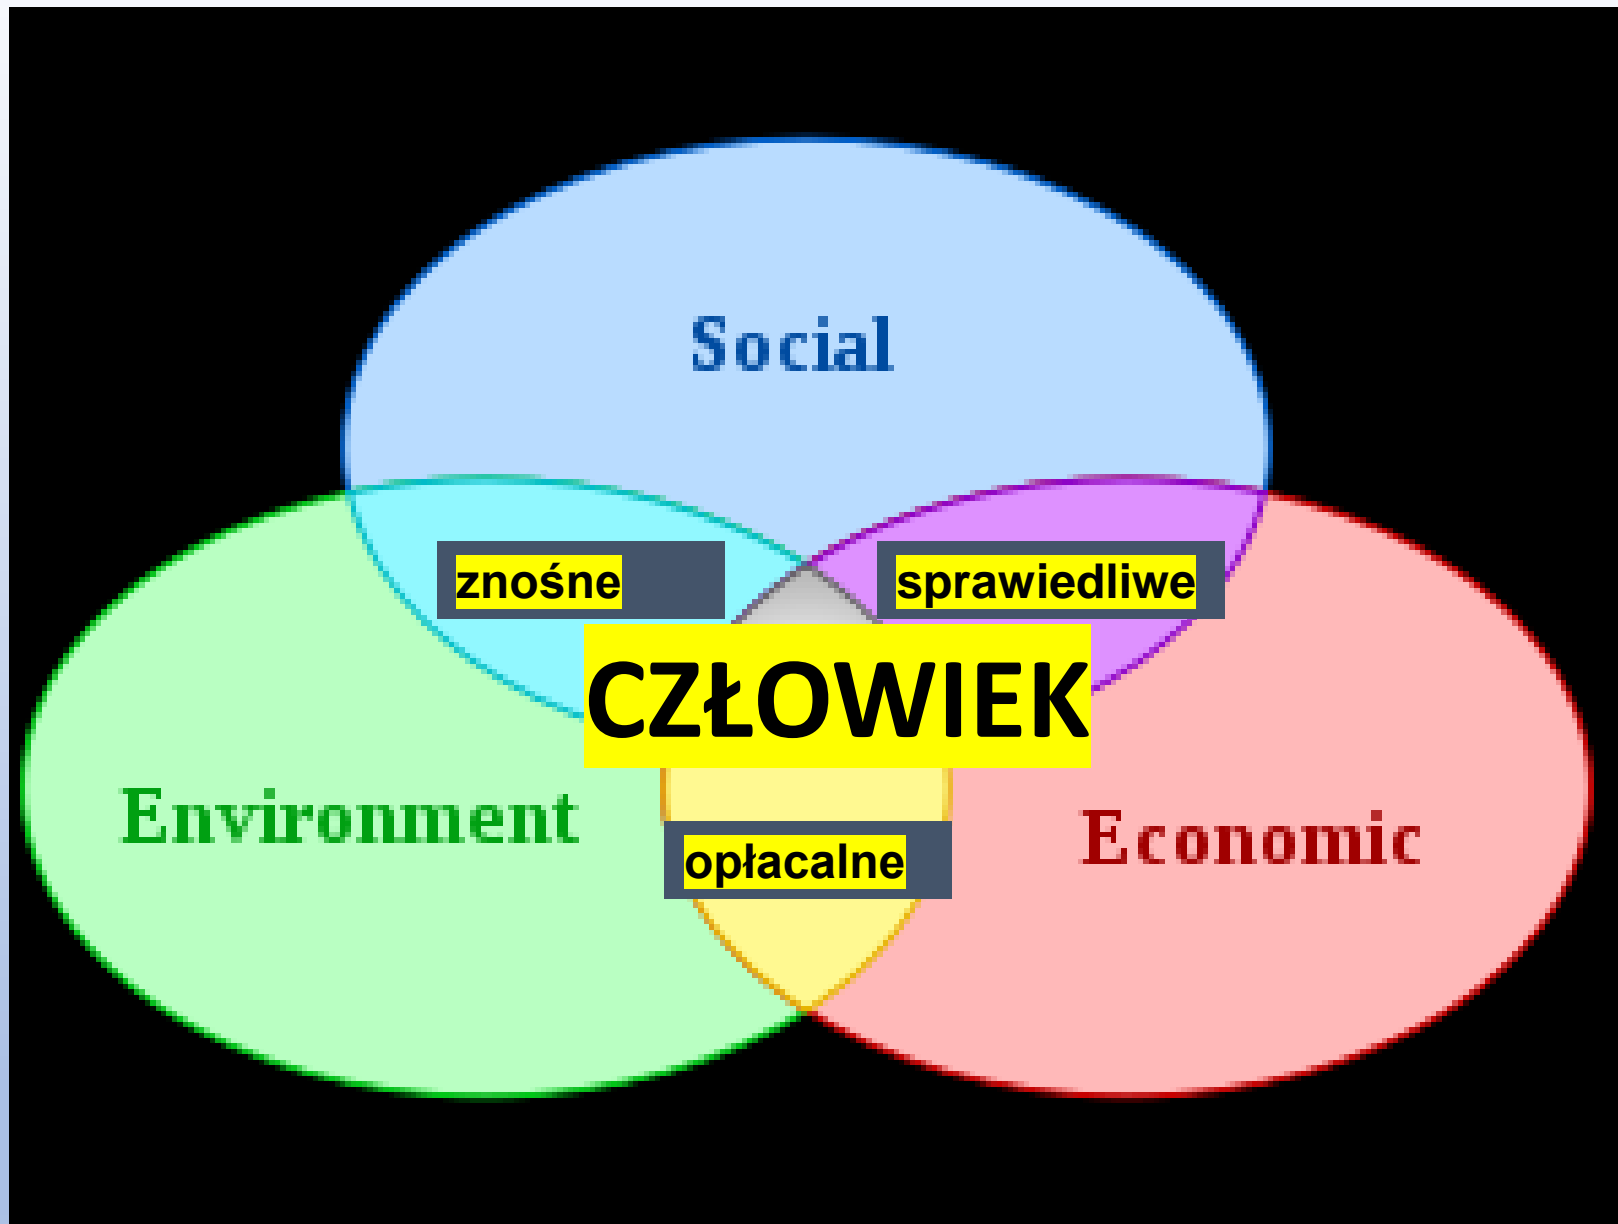 Social
znośne
sprawiedliwe
CZŁOWIEK
Environment
Economic
opłacalne